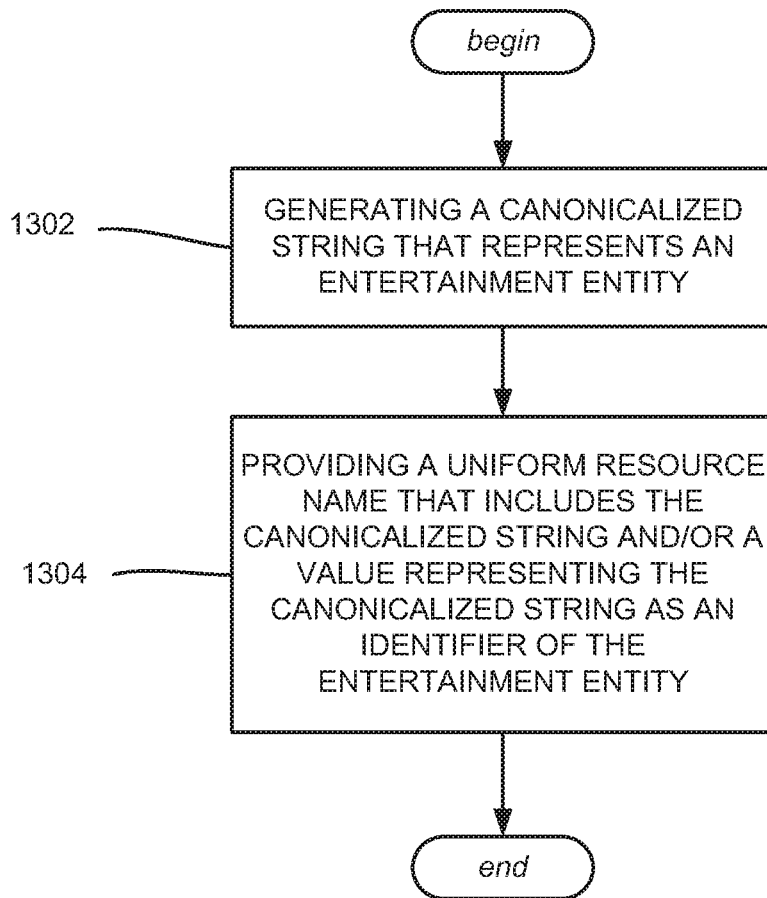 begin
1302
GENERATING A CANONICALIZED
STRING THAT REPRESENTS AN
ENTERTAINMENT ENTITY
1304
PROVIDING A UNIFORM RESOURCE
NAME THAT INCLUDES THE
CANONICALIZED STRING AND/OR A
VALUE REPRESENTING THE
CANONICALIZED STRING AS AN
IDENTIFIER OF THE
ENTERTAINMENT ENTITY
end